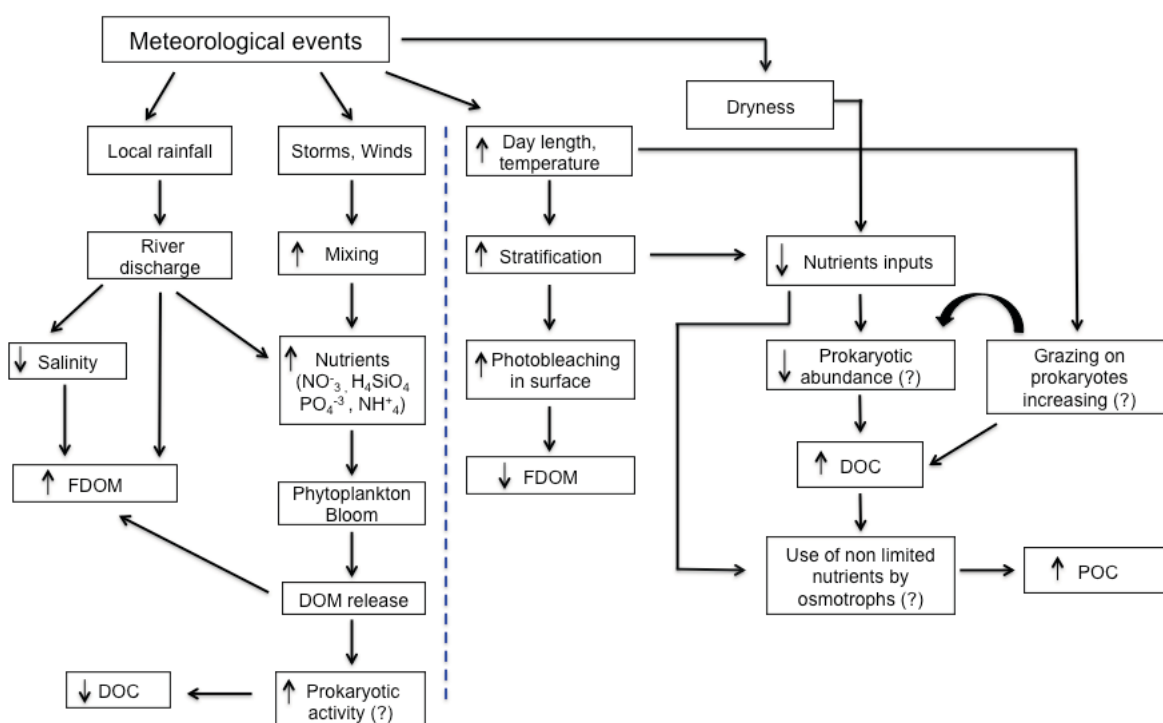 Meteorological events
Dryness
Local rainfall
Storms, Winds
↑ Day length,
temperature
River
discharge
↑ Mixing
↑ Stratification
↓ Nutrients inputs
↓ Salinity
↑ Nutrients
(NO⁻₃, H₄SiO₄
PO₄⁻³, NH⁺₄)
↑ Photobleaching
in surface
↓ Prokaryotic
abundance (?)
Grazing on
prokaryotes
increasing (?)
↑ FDOM
Phytoplankton
Bloom
↓ FDOM
↑ DOC
DOM release
Use of non limited
nutrients by
osmotrophs (?)
↑ POC
↓ DOC
↑ Prokaryotic
activity (?)